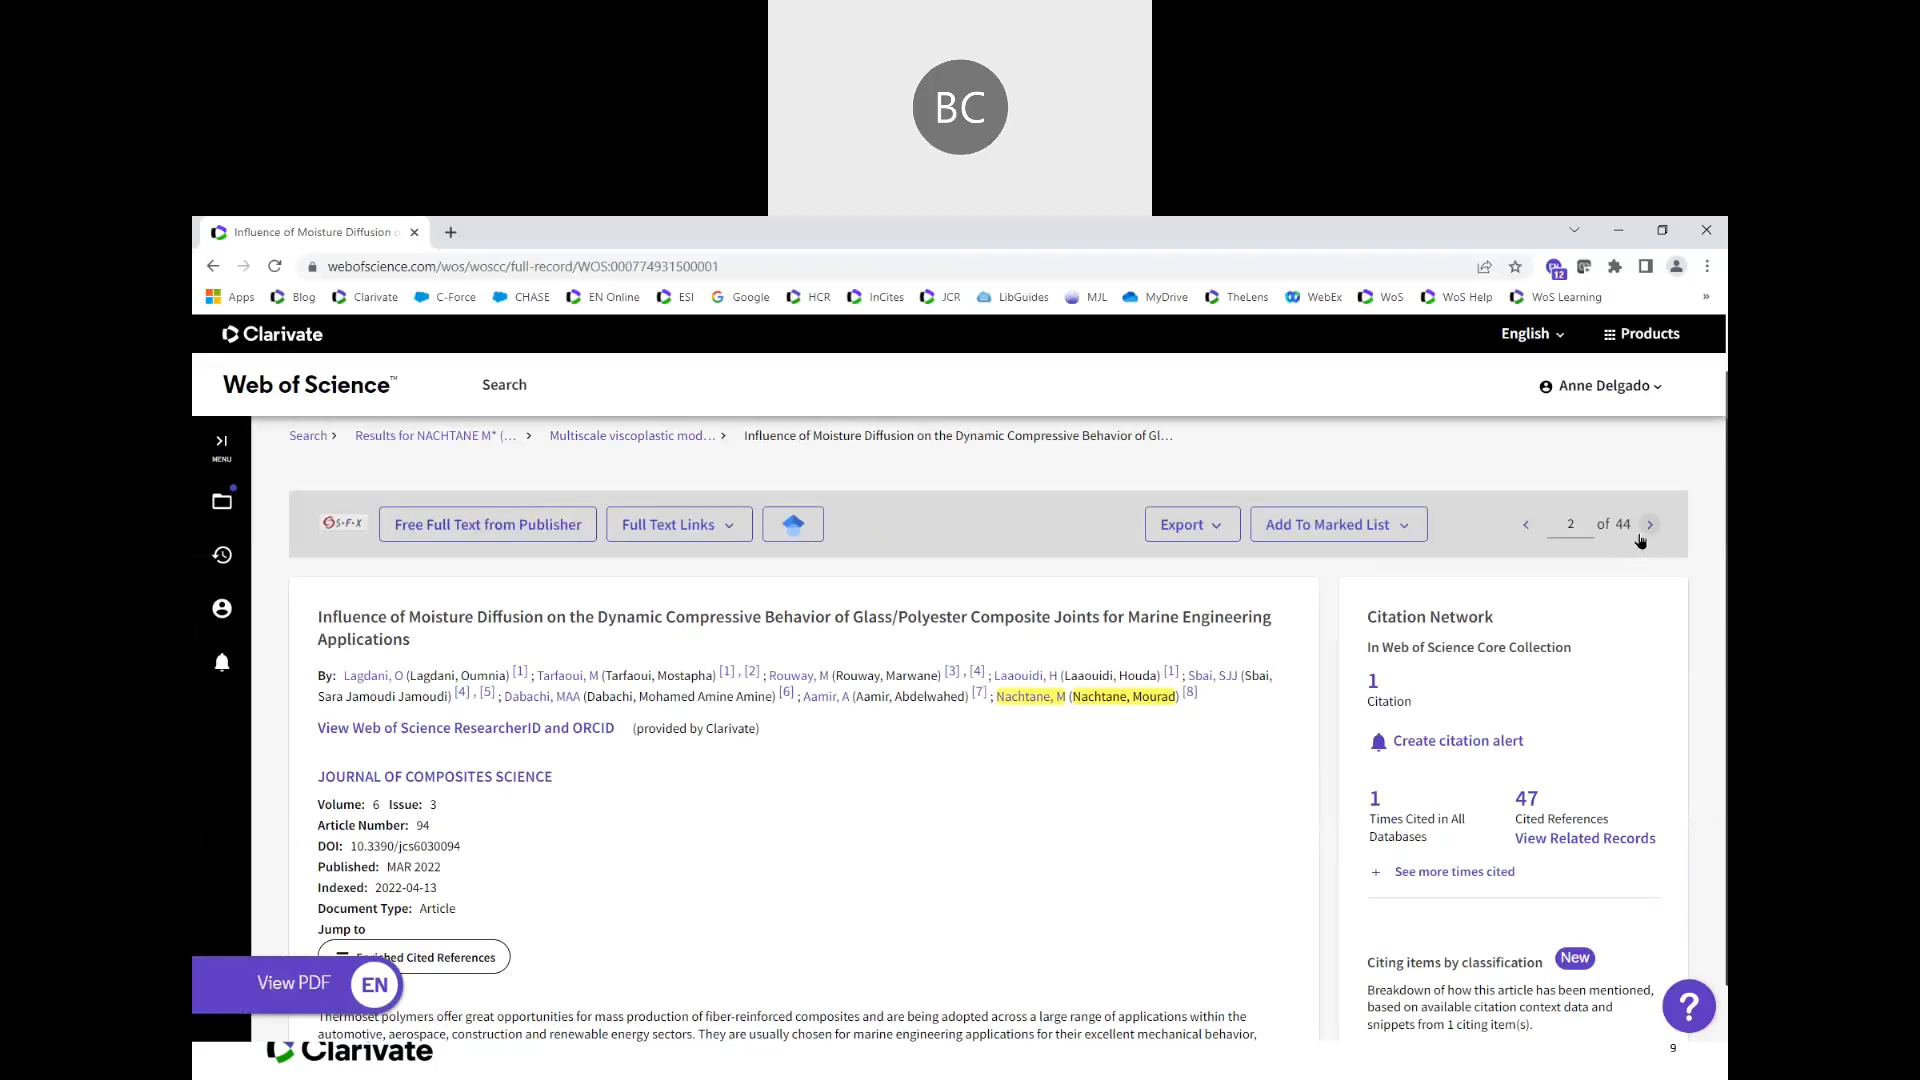 BC
Influence of Moisture Diffusion o
webofscience.com/wos/woscc/full-record/WOS:000774931500001
12
Apps Blog Clarivate C-Force CHASE EN Online ESI Google HCR InCites JCR LibGuides MJL MyDrive TheLens WebEx WoS WoS Help WoS Learning »
Clarivate English Products
Web of Science™ Search Anne Delgado
MENU
Search > Results for NACHTANE M* (... > Multiscale viscoplastic mod... > Influence of Moisture Diffusion on the Dynamic Compressive Behavior of Gl...
S·F·X Free Full Text from Publisher Full Text Links Export Add To Marked List < 2 of 44 >
Influence of Moisture Diffusion on the Dynamic Compressive Behavior of Glass/Polyester Composite Joints for Marine Engineering
Applications
By: Lagdani, O (Lagdani, Oumnia) [1] ; Tarfaoui, M (Tarfaoui, Mostapha) [1] , [2] ; Rouway, M (Rouway, Marwane) [3] , [4] ; Laaouidi, H (Laaouidi, Houda) [1] ; Sbai, SJJ (Sbai,
Sara Jamoudi Jamoudi) [4] , [5] ; Dabachi, MAA (Dabachi, Mohamed Amine Amine) [6] ; Aamir, A (Aamir, Abdelwahed) [7] ; Nachtane, M (Nachtane, Mourad) [8]
View Web of Science ResearcherID and ORCID (provided by Clarivate)
JOURNAL OF COMPOSITES SCIENCE
Volume: 6 Issue: 3
Article Number: 94
DOI: 10.3390/jcs6030094
Published: MAR 2022
Indexed: 2022-04-13
Document Type: Article
Jump to
Enriched Cited References
View PDF EN
Thermoset polymers offer great opportunities for mass production of fiber-reinforced composites and are being adopted across a large range of applications within the
automotive, aerospace, construction and renewable energy sectors. They are usually chosen for marine engineering applications for their excellent mechanical behavior,
Citation Network
In Web of Science Core Collection
1
Citation
Create citation alert
1
Times Cited in All
Databases
47
Cited References
View Related Records
+ See more times cited
Citing items by classification New
Breakdown of how this article has been mentioned,
based on available citation context data and
snippets from 1 citing item(s).
?
Clarivate
9